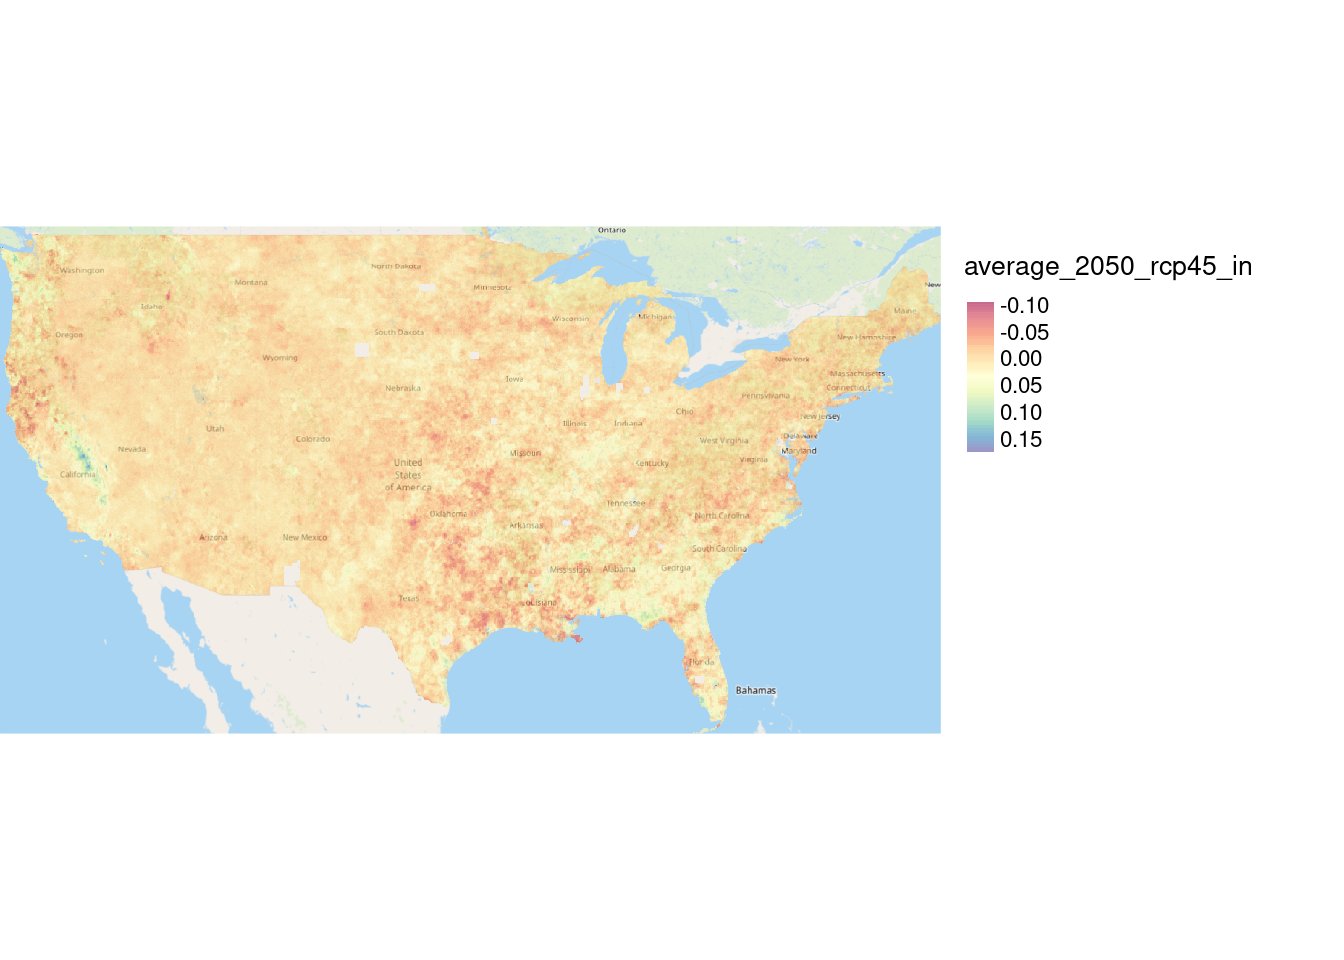 Ontario
average_2050_rcp45_in
Washington
North Dakota
Montana
Minnesota
New
-0.10
-0.05
0.00
0.05
0.10
0.15
Idaho
Maine
Michigan
Wisconsin
Oregon
South Dakota
New Hampshire
Wyoming
New York
Massachusetts
Iowa
Nebraska
Connecticut
Pennsylvania
Ohio
New Jersey
Illinois
Indiana
Utah
Colorado
Delaware
West Virginia
Nevada
Missouri
Maryland
Kentucky
Virginia
United
States
of America
California
Tennessee
Oklahoma
North Carolina
Arkansas
Arizona
New Mexico
South Carolina
Mississippi
Alabama
Georgia
Texas
Louisiana
Florida
Bahamas